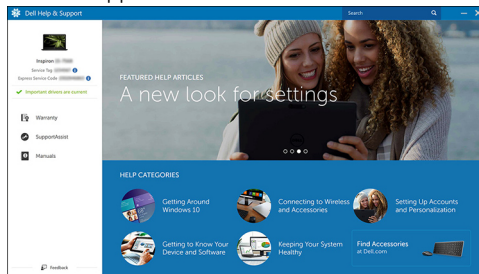 Dell Help & Support
Search
Inspiron
Service Tag
Express Service Code
Important drivers are current
Warranty
SupportAssist
Manuals
Feedback
FEATURED HELP ARTICLES
A new look for settings
HELP CATEGORIES
Getting Around
Windows 10
Connecting to Wireless
and Accessories
Setting Up Accounts
and Personalization
Getting to Know Your
Device and Software
Keeping Your System
Healthy
Find Accessories
at Dell.com